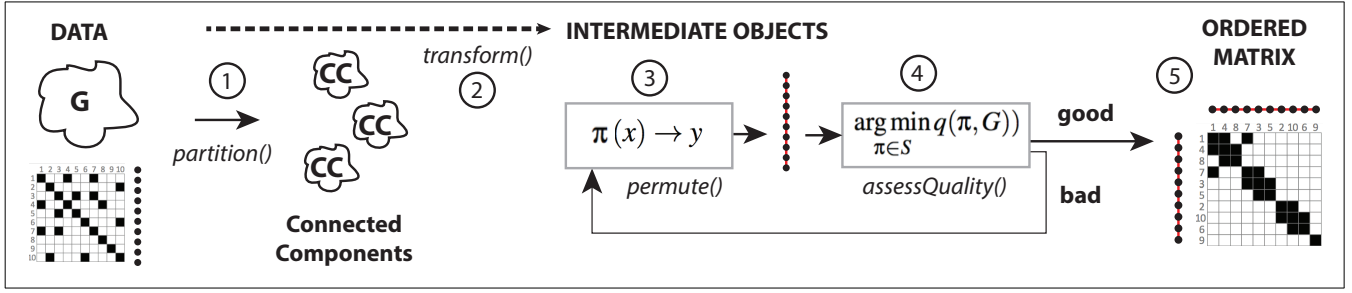 DATA
G
1 2 3 4 5 6 7 8 9 10
1
2
3
4
5
6
7
8
9
10
1
partition()
CC
CC
CC
Connected
Components
transform()
2
INTERMEDIATE OBJECTS
3
π (x) → y
permute()
4
arg min q(π, G))
π∈S
assessQuality()
good
bad
5
ORDERED
MATRIX
1 4 8 7 3 5 2 10 6 9
1
4
8
7
3
5
2
10
6
9